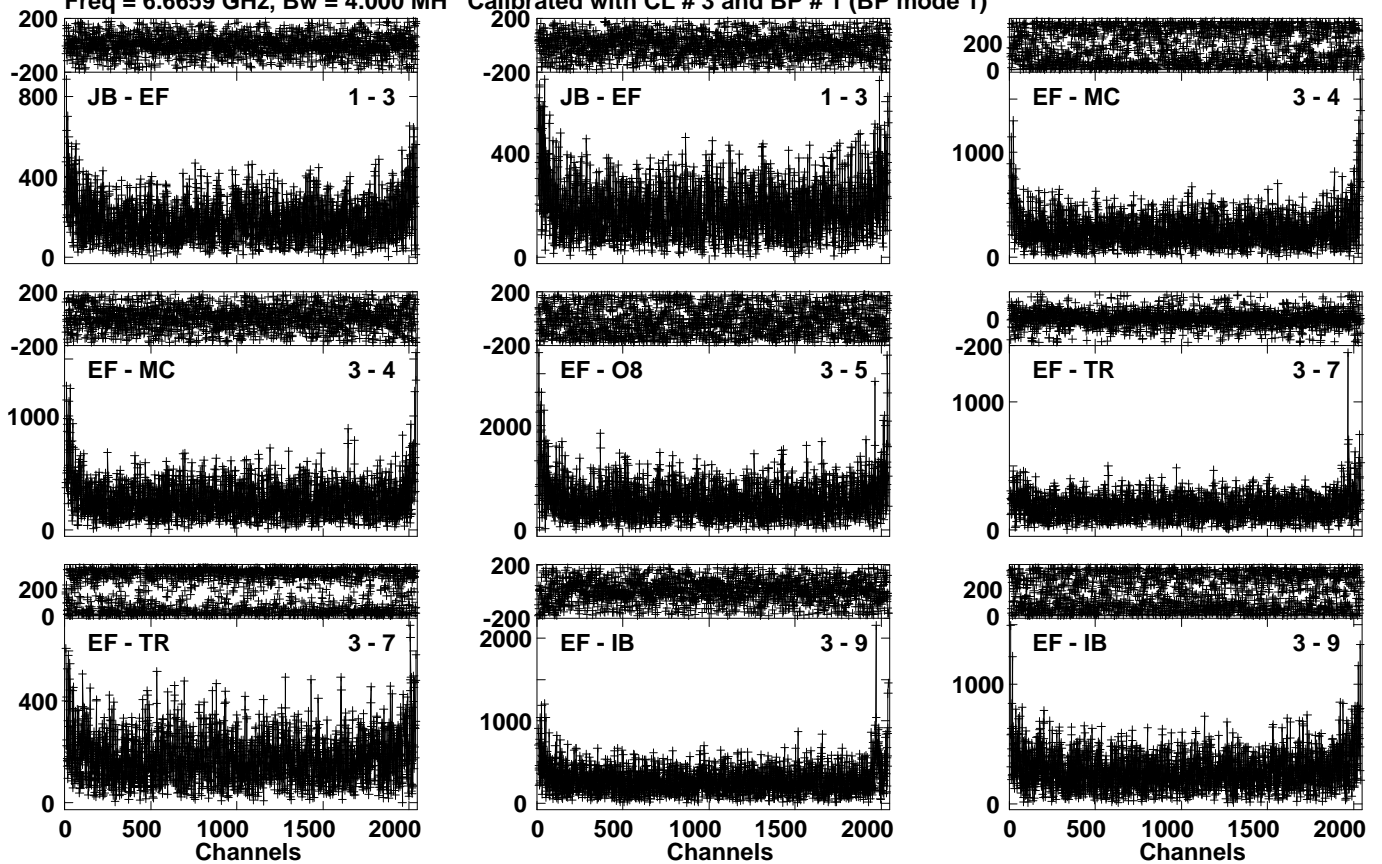 Freq = 6.6659 GHz, Bw = 4.000 MH Calibrated with CL # 3 and BP # 1 (BP mode 1)
200 200 200
-200 -200 0
800 JB - EF 1 - 3 JB - EF 1 - 3 EF - MC 3 - 4
400 400 1000
0 0 0
200 200 0
-200 -200 -200
EF - MC 3 - 4 EF - O8 3 - 5 EF - TR 3 - 7
1000 2000 1000
0 0 0
200 200 200
0 -200 0
EF - TR 3 - 7 2000 EF - IB 3 - 9 EF - IB 3 - 9
400 1000 1000
0 0 0
0 500 1000 1500 2000 0 500 1000 1500 2000 0 500 1000 1500 2000
Channels Channels Channels